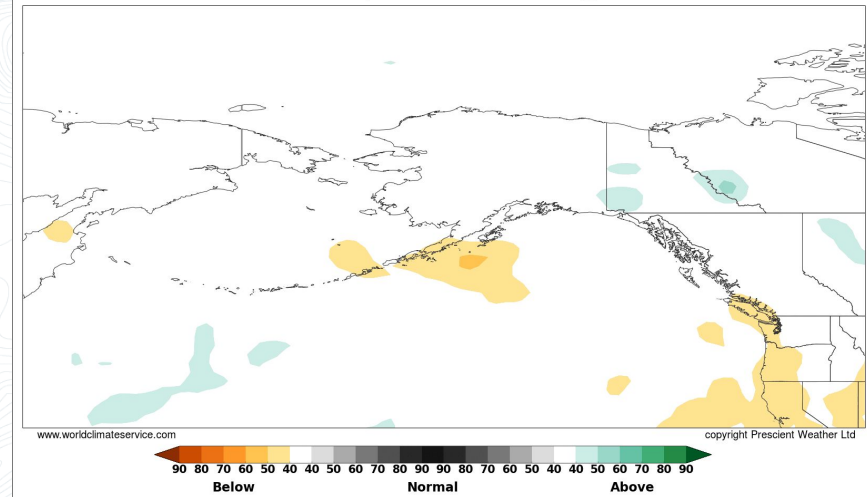 www.worldclimateservice.com copyright Prescient Weather Ltd
90 80 70 60 50 40 40 50 60 70 80 90 90 80 70 60 50 40 40 50 60 70 80 90
Below Normal Above